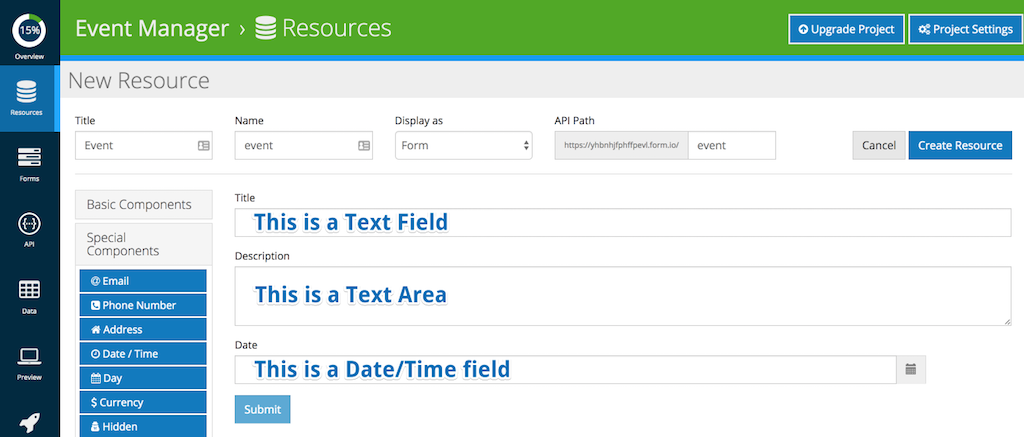 15%
Overview
Event Manager › Resources
Upgrade Project
Project Settings
Resources
Forms
API
Data
Preview
New Resource
Title
Name
Display as
API Path
Event
event
Form
https://yhbnhjfphffpevl.form.io/
event
Cancel
Create Resource
Basic Components
Special
Components
@ Email
Phone Number
Address
Date / Time
Day
$ Currency
Hidden
Title
This is a Text Field
Description
This is a Text Area
Date
This is a Date/Time field
Submit